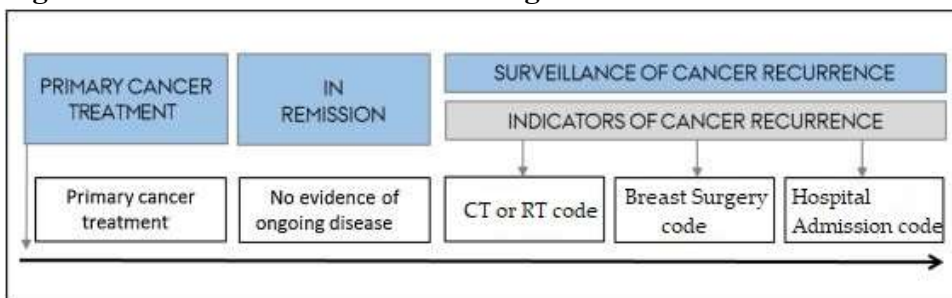 PRIMARY CANCER
TREATMENT
IN
REMISSION
SURVEILLANCE OF CANCER RECURRENCE
INDICATORS OF CANCER RECURRENCE
Primary cancer
treatment
No evidence of
ongoing disease
CT or RT code
Breast Surgery
code
Hospital
Admission code